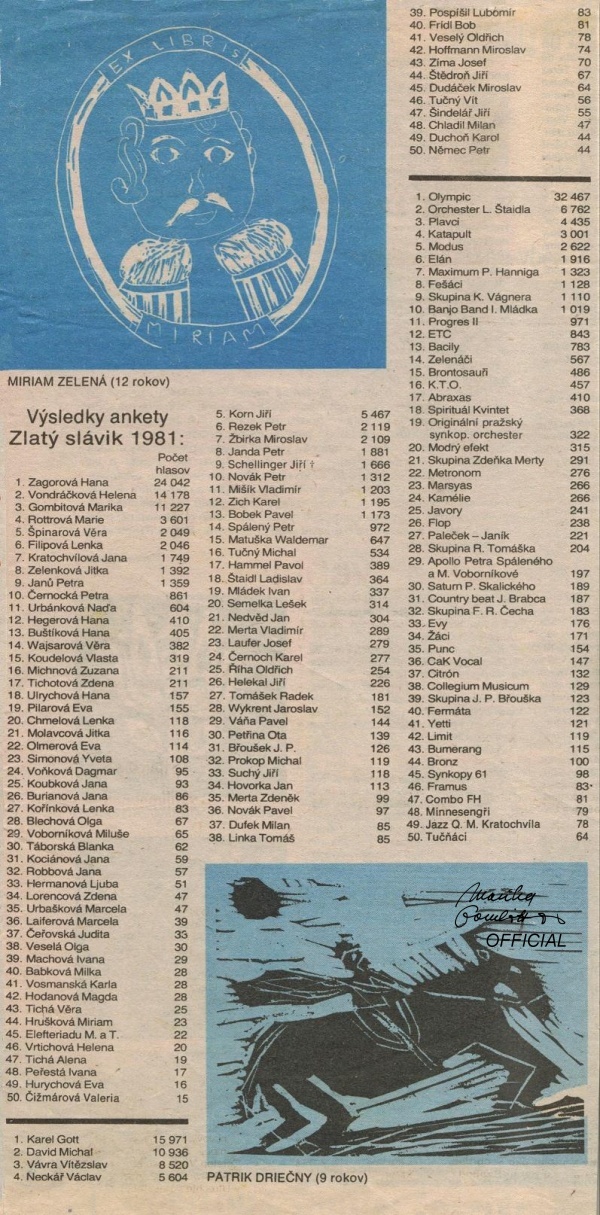 EX LIBRIS
MIRIAM
MIRIAM ZELENÁ (12 rokov)
Výsledky ankety
Zlatý slávik 1981:
Počet
hlasov
1. Zagorová Hana 24 042
2. Vondráčková Helena 14 178
3. Gombitová Marika 11 227
4. Rottrová Marie 3 601
5. Špinarová Věra 2 049
6. Filipová Lenka 2 046
7. Kratochvílová Jana 1 749
8. Zelenková Jitka 1 392
9. Janů Petra 1 359
10. Černocká Petra 861
11. Urbánková Naďa 604
12. Hegerová Hana 410
13. Buštíková Hana 405
14. Wajsarová Věra 382
15. Koudelová Vlasta 319
16. Michnová Zuzana 211
17. Tichotová Zdena 211
18. Ulrychová Hana 157
19. Pilarová Eva 155
20. Chmelová Lenka 118
21. Molavcová Jitka 116
22. Olmerová Eva 114
23. Simonová Yveta 108
24. Voňková Dagmar 95
25. Koubková Jana 93
26. Burianová Jana 86
27. Kořínková Lenka 83
28. Blechová Olga 67
29. Voborníková Miluše 65
30. Táborská Blanka 62
31. Kociánová Jana 59
32. Robbová Jana 57
33. Hermanová Ljuba 51
34. Lorencová Zdena 47
35. Urbašková Marcela 47
36. Laiferová Marcela 39
37. Čeřovská Judita 33
38. Veselá Olga 30
39. Machová Ivana 29
40. Babková Milka 28
41. Vosmanská Karla 28
42. Hodanová Magda 28
43. Tichá Věra 25
44. Hrušková Miriam 23
45. Elefteriadu M. a T. 22
46. Vrtichová Helena 20
47. Tichá Alena 19
48. Peřestá Ivana 17
49. Hurychová Eva 16
50. Čižmárová Valeria 15
1. Karel Gott 15 971
2. David Michal 10 936
3. Vávra Vítězslav 8 520
4. Neckář Václav 5 604
5. Korn Jiří 5 467
6. Rezek Petr 2 119
7. Žbirka Miroslav 2 109
8. Janda Petr 1 881
9. Schellinger Jiří † 1 666
10. Novák Petr 1 312
11. Mišík Vladimír 1 203
12. Zich Karel 1 195
13. Bobek Pavel 1 173
14. Spálený Petr 972
15. Matuška Waldemar 647
16. Tučný Michal 534
17. Hammel Pavol 389
18. Štaidl Ladislav 364
19. Mládek Ivan 337
20. Semelka Lešek 314
21. Nedvěd Jan 304
22. Merta Vladimír 289
23. Laufer Josef 279
24. Černoch Karel 277
25. Říha Oldřich 254
26. Helekal Jiří 226
27. Tomášek Radek 181
28. Wykrent Jaroslav 152
29. Váňa Pavel 144
30. Petřina Ota 139
31. Břoušek J. P. 126
32. Prokop Michal 119
33. Suchý Jiří 118
34. Hovorka Jan 113
35. Merta Zdeněk 99
36. Novák Pavel 97
37. Dufek Milan 85
38. Linka Tomáš 85
39. Pospíšil Lubomír 83
40. Frídl Bob 81
41. Veselý Oldřich 78
42. Hoffmann Miroslav 74
43. Zíma Josef 70
44. Štědroň Jiří 67
45. Dudáček Miroslav 64
46. Tučný Vít 56
47. Šindelář Jiří 55
48. Chladil Milan 47
49. Duchoň Karol 44
50. Němec Petr 44
1. Olympic 32 467
2. Orchester L. Štaidla 6 762
3. Plavci 4 435
4. Katapult 3 001
5. Modus 2 622
6. Elán 1 916
7. Maximum P. Hanniga 1 323
8. Fešáci 1 128
9. Skupina K. Vágnera 1 110
10. Banjo Band I. Mládka 1 019
11. Progres II 971
12. ETC 843
13. Bacily 783
14. Zelenáči 567
15. Brontosauři 486
16. K.T.O. 457
17. Abraxas 410
18. Spirituál Kvintet 368
19. Originální pražský
synkop. orchester 322
20. Modrý efekt 315
21. Skupina Zdeňka Merty 291
22. Metronom 276
23. Marsyas 266
24. Kamélie 266
25. Javory 241
26. Flop 238
27. Paleček – Janík 221
28. Skupina R. Tomáška 204
29. Apollo Petra Spáleného
a M. Voborníkové 197
30. Saturn P. Skalického 189
31. Country beat J. Brabca 187
32. Skupina F. R. Čecha 183
33. Evy 176
34. Žáci 171
35. Punc 154
36. CaK Vocal 147
37. Citrón 132
38. Collegium Musicum 129
39. Skupina J. P. Břouška 123
40. Fermáta 122
41. Yetti 121
42. Limit 119
43. Bumerang 115
44. Bronz 100
45. Synkopy 61 98
46. Framus 83
47. Combo FH 81
48. Minnesengři 79
49. Jazz Q. M. Kratochvíla 78
50. Tučňáci 64
OFFICIAL
PATRIK DRIEČNY (9 rokov)